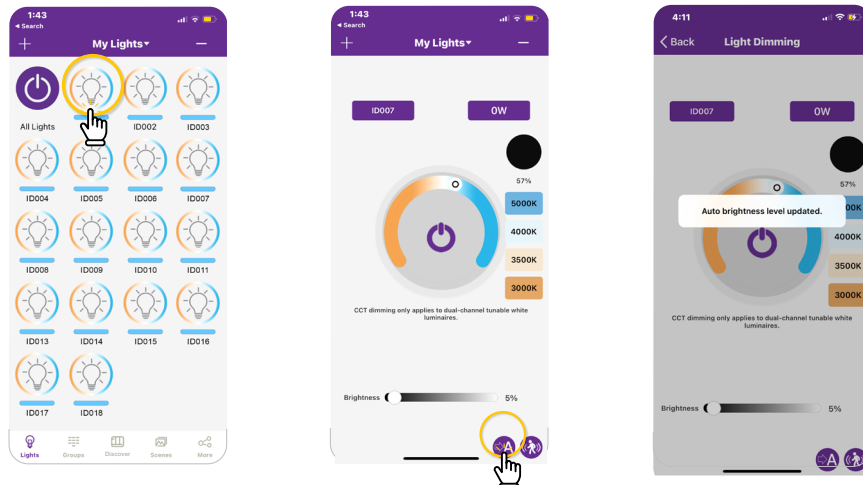 1:43
◀ Search
+ My Lights▾ −
All Lights ID002 ID003
ID004 ID005 ID006 ID007
ID008 ID009 ID010 ID011
ID013 ID014 ID015 ID016
ID017 ID018
Lights Groups Discover Scenes More
1:43
◀ Search
+ My Lights▾ −
ID007 0W
57%
5000K
4000K
3500K
3000K
CCT dimming only applies to dual-channel tunable white
luminaires.
Brightness 5%
A
4:11
Back Light Dimming
ID007 0W
57%
Auto brightness level updated.
00K
4000K
3500K
3000K
CCT dimming only applies to dual-channel tunable white
luminaires.
Brightness 5%
A